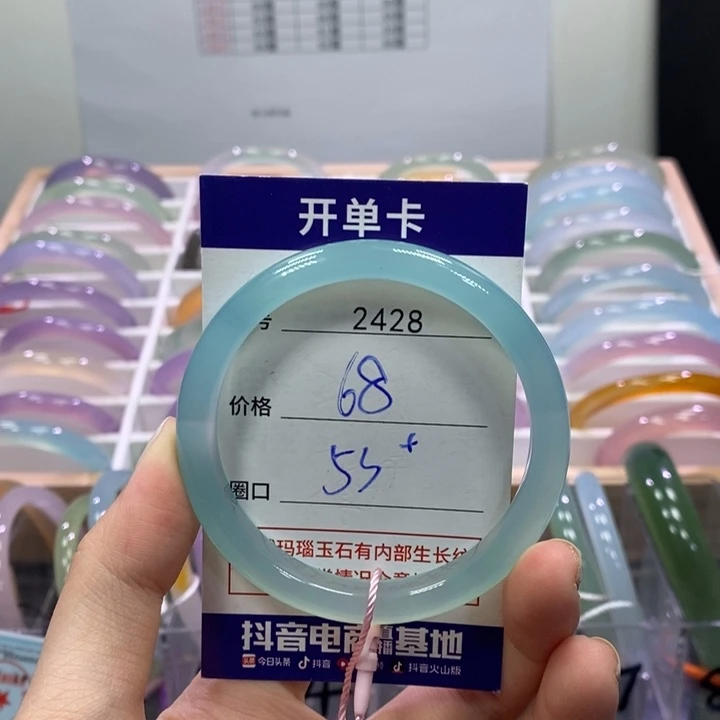 开单卡
号 2428
价格 68
圈口 55+
玛瑙玉石有内部生长纹
抖音电商直播基地
今日头条 抖音 抖音火山版